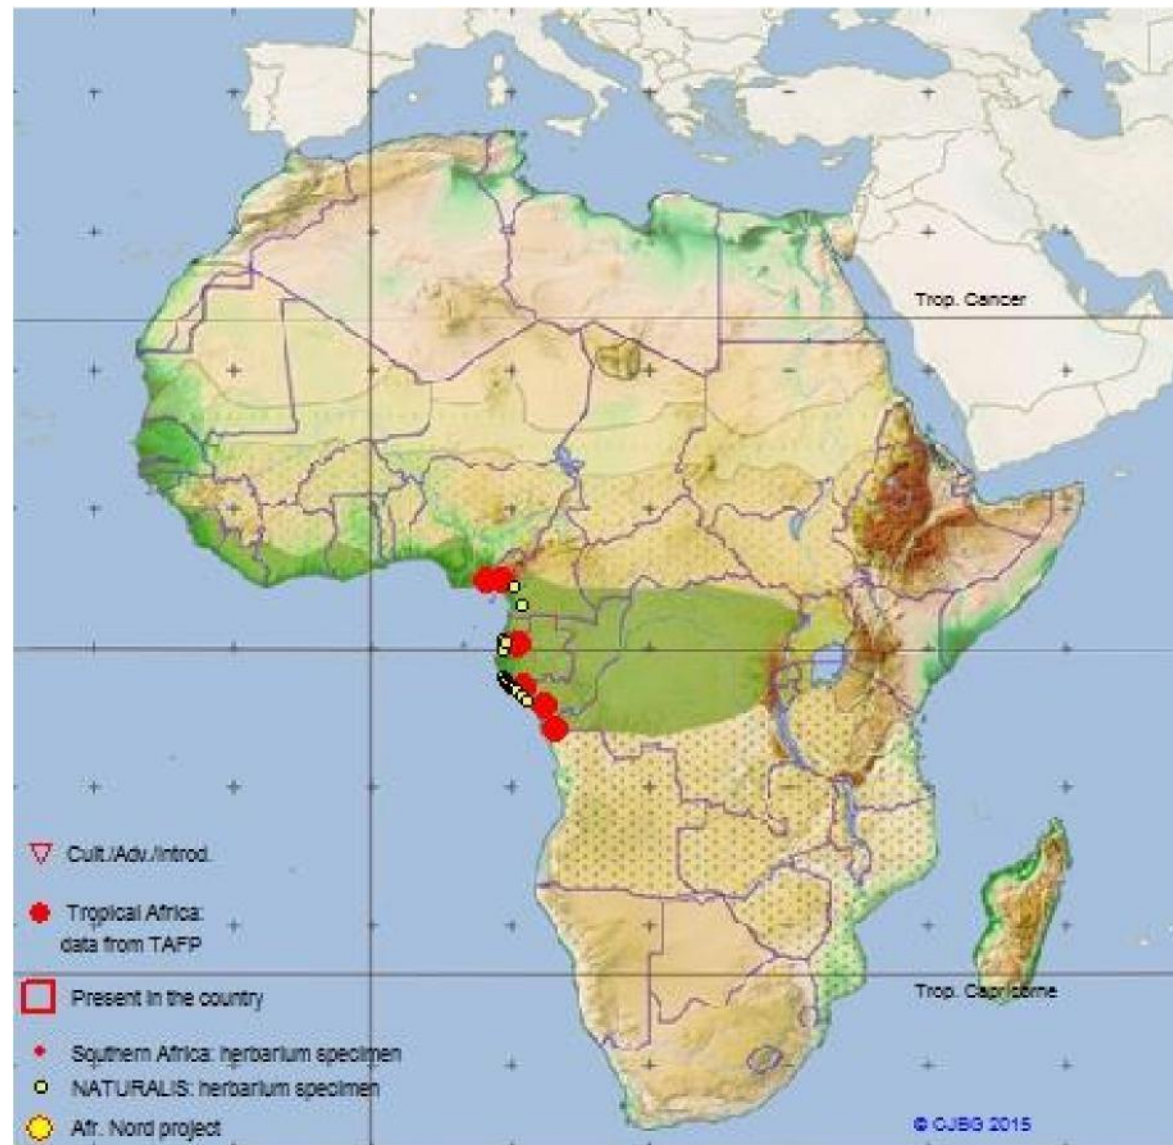 Trop. Cancer
Cult./Adv./Introd.
Tropical Africa:
data from TAFP
Present in the country
Trop. Capricorne
Southern Africa: herbarium specimen
NATURALIS: herbarium specimen
Afr. Nord project
© CJBG 2015